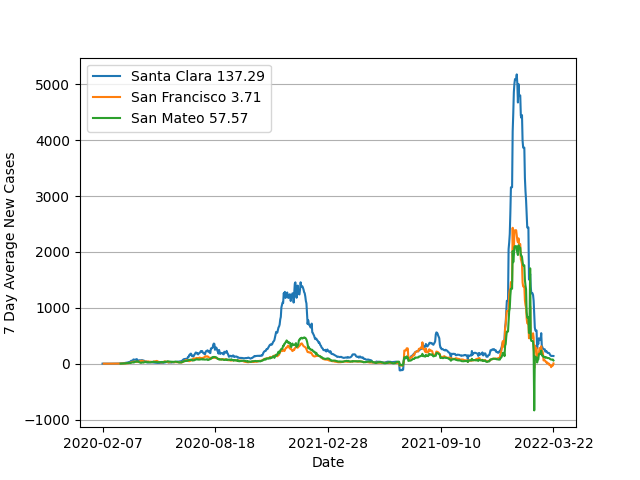 Santa Clara 137.29
San Francisco 3.71
San Mateo 57.57
7 Day Average New Cases
5000
4000
3000
2000
1000
0
−1000
2020-02-07 2020-08-18 2021-02-28 2021-09-10 2022-03-22
Date